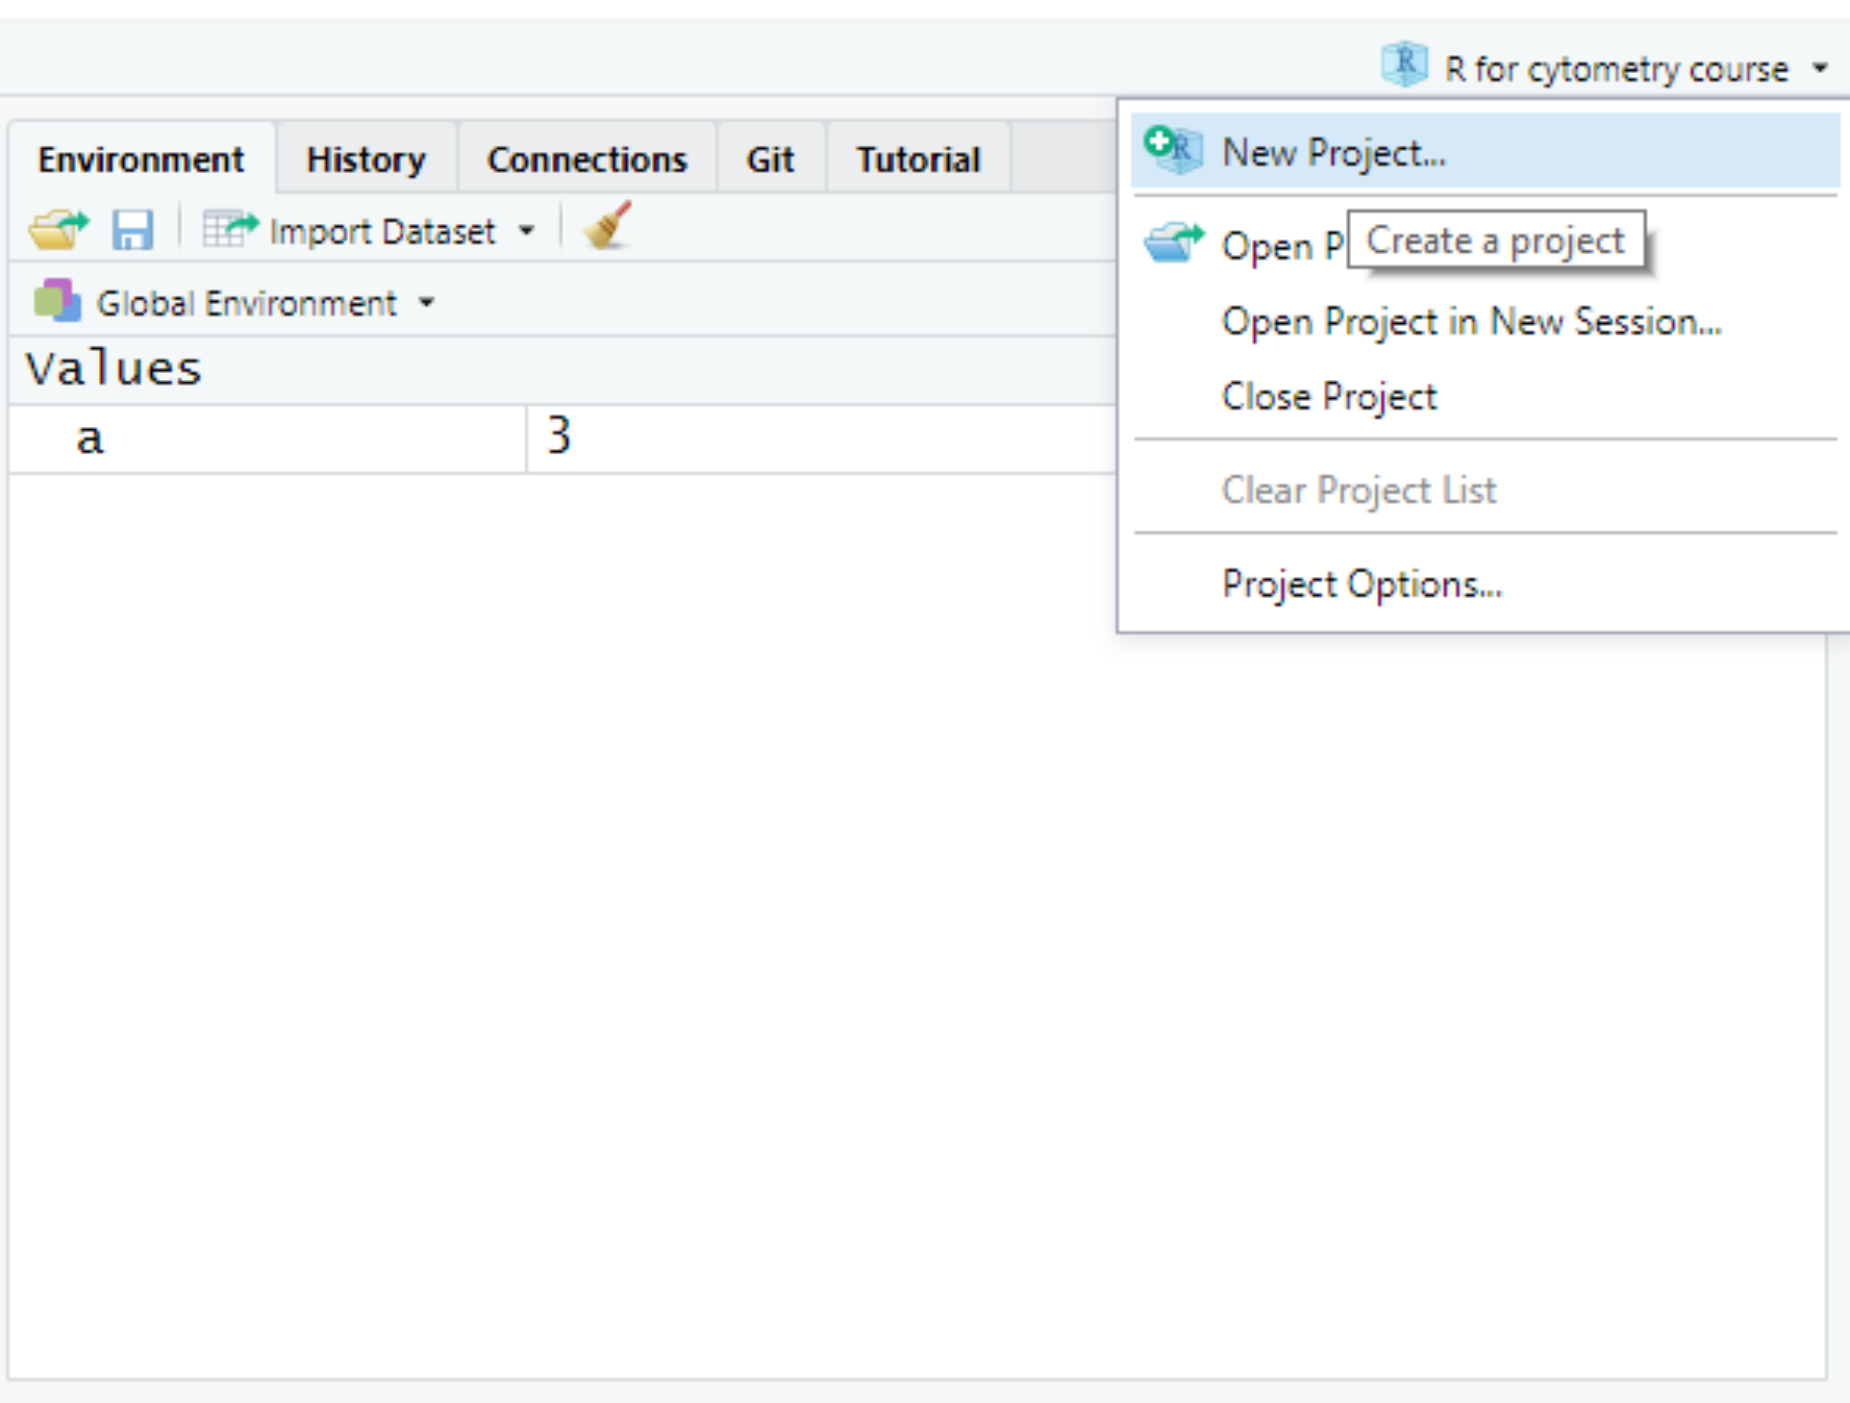 R for cytometry course
Environment History Connections Git Tutorial
New Project...
Import Dataset
Open P
Create a project
Global Environment
Open Project in New Session...
Values
Close Project
a 3
Clear Project List
Project Options...